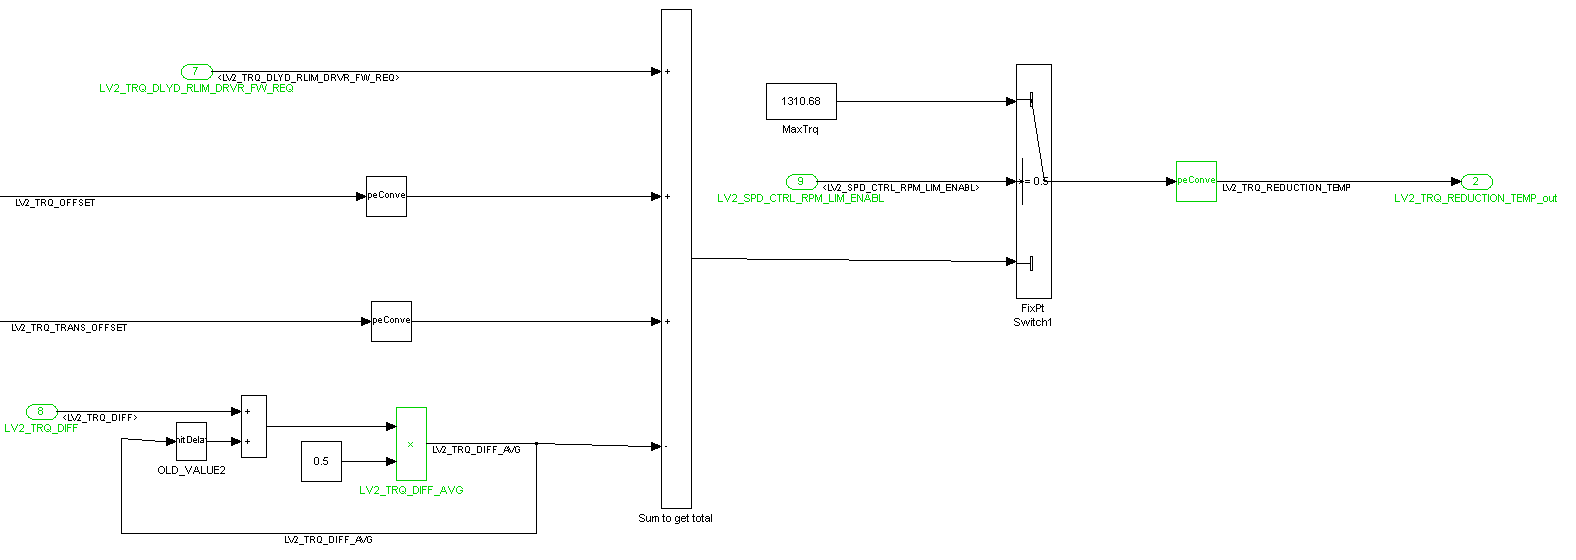 7
<LV2_TRQ_DLYD_RLIM_DRVR_FW_REQ>
LV2_TRQ_DLYD_RLIM_DRVR_FW_REQ
+
1310.68
MaxTrq
peConve
LV2_TRQ_OFFSET
+
9
<LV2_SPD_CTRL_RPM_LIM_ENABL>
LV2_SPD_CTRL_RPM_LIM_ENABL
= 0.5
peConve
LV2_TRQ_REDUCTION_TEMP
2
LV2_TRQ_REDUCTION_TEMP_out
FixPt
Switch1
peConve
LV2_TRQ_TRANS_OFFSET
+
8
<LV2_TRQ_DIFF>
LV2_TRQ_DIFF
+
+
nitDela
OLD_VALUE2
0.5
×
LV2_TRQ_DIFF_AVG
LV2_TRQ_DIFF_AVG
-
Sum to get total
LV2_TRQ_DIFF_AVG